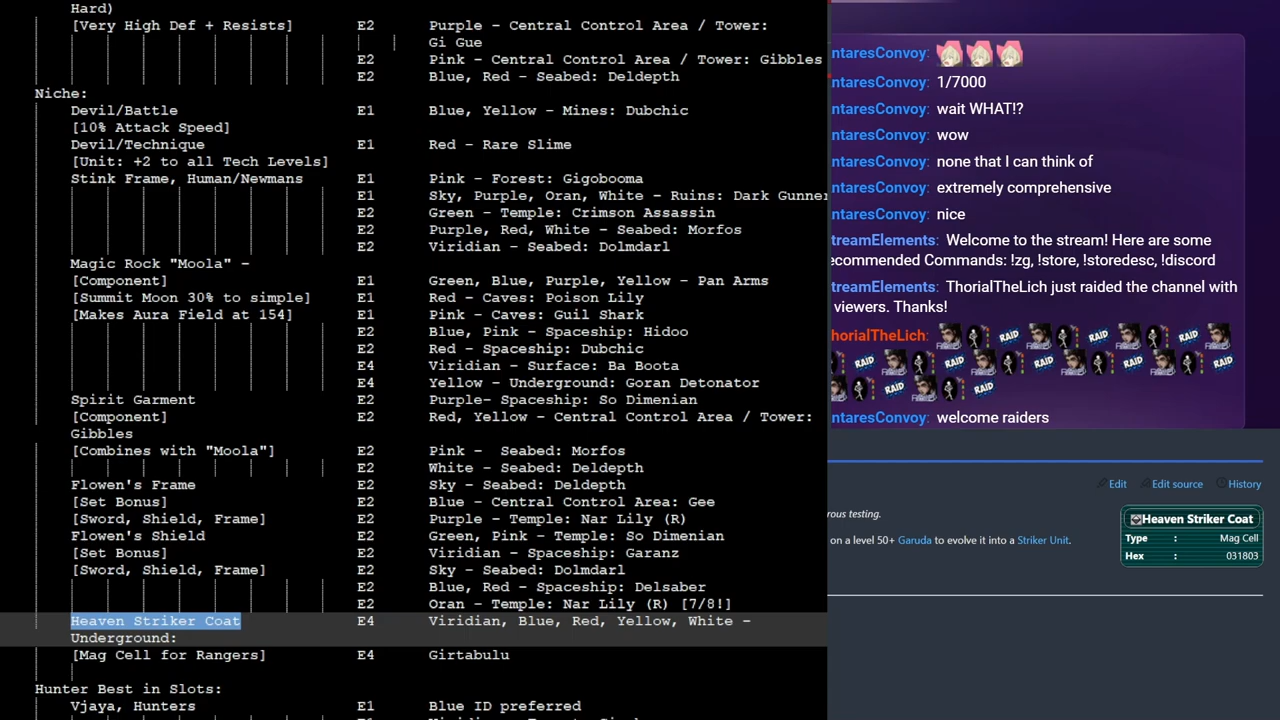 Hard)
[Very High Def + Resists] E2 Purple - Central Control Area / Tower:
Gi Gue
E2 Pink - Central Control Area / Tower: Gibbles
E2 Blue, Red - Seabed: Deldepth
Niche:
Devil/Battle E1 Blue, Yellow - Mines: Dubchic
[10% Attack Speed]
Devil/Technique E1 Red - Rare Slime
[Unit: +2 to all Tech Levels]
Stink Frame, Human/Newmans E1 Pink - Forest: Gigobooma
E1 Sky, Purple, Oran, White - Ruins: Dark Gunner
E2 Green - Temple: Crimson Assassin
E2 Purple, Red, White - Seabed: Morfos
E2 Viridian - Seabed: Dolmdarl
Magic Rock "Moola" -
[Component] E1 Green, Blue, Purple, Yellow - Pan Arms
[Summit Moon 30% to simple] E1 Red - Caves: Poison Lily
[Makes Aura Field at 154] E1 Pink - Caves: Guil Shark
E2 Blue, Pink - Spaceship: Hidoo
E2 Red - Spaceship: Dubchic
E4 Viridian - Surface: Ba Boota
E4 Yellow - Underground: Goran Detonator
Spirit Garment E2 Purple- Spaceship: So Dimenian
[Component] E2 Red, Yellow - Central Control Area / Tower:
Gibbles
[Combines with "Moola"] E2 Pink - Seabed: Morfos
E2 White - Seabed: Deldepth
Flowen's Frame E2 Sky - Seabed: Deldepth
[Set Bonus] E2 Blue - Central Control Area: Gee
[Sword, Shield, Frame] E2 Purple - Temple: Nar Lily (R)
Flowen's Shield E2 Green, Pink - Temple: So Dimenian
[Set Bonus] E2 Viridian - Spaceship: Garanz
[Sword, Shield, Frame] E2 Sky - Seabed: Dolmdarl
E2 Blue, Red - Spaceship: Delsaber
E2 Oran - Temple: Nar Lily (R) [7/8!]
Heaven Striker Coat E4 Viridian, Blue, Red, Yellow, White -
Underground:
[Mag Cell for Rangers] E4 Girtabulu
Hunter Best in Slots:
Vjaya, Hunters E1 Blue ID preferred
ntaresConvoy:
ntaresConvoy: 1/7000
ntaresConvoy: wait WHAT!?
ntaresConvoy: wow
ntaresConvoy: none that I can think of
ntaresConvoy: extremely comprehensive
ntaresConvoy: nice
treamElements: Welcome to the stream! Here are some
ecommended Commands: !zg, !store, !storedesc, !discord
treamElements: ThorialTheLich just raided the channel with
viewers. Thanks!
horialTheLich: RAID RAID RAID
RAID RAID RAID RAID RAID
RAID RAID
ntaresConvoy: welcome raiders
Edit Edit source History
rous testing.
on a level 50+ Garuda to evolve it into a Striker Unit.
Heaven Striker Coat
Type : Mag Cell
Hex : 031803